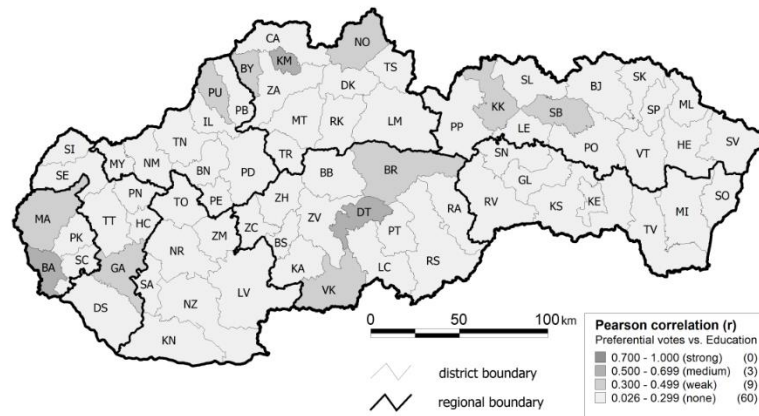 CA
NO
BY
KM
TS
ZA
DK
PU
PB
IL
MT
RK
LM
TR
SL
BJ
SK
KK
SP
ML
SB
PP
LE
PO
VT
HE
SV
SI
TN
MY
NM
SE
BN
PD
PN
PE
TO
BB
BR
SN
GL
MA
TT
HC
ZH
RV
KS
KE
SO
MI
TV
PK
NR
ZM
ZC
ZV
DT
RA
PT
BA
SC
GA
BS
SA
KA
LC
RS
DS
NZ
LV
VK
KN
0 50 100 km
district boundary
regional boundary
Pearson correlation (r)
Preferential votes vs. Education
0.700 - 1.000 (strong) (0)
0.500 - 0.699 (medium) (3)
0.300 - 0.499 (weak) (9)
0.026 - 0.299 (none) (60)